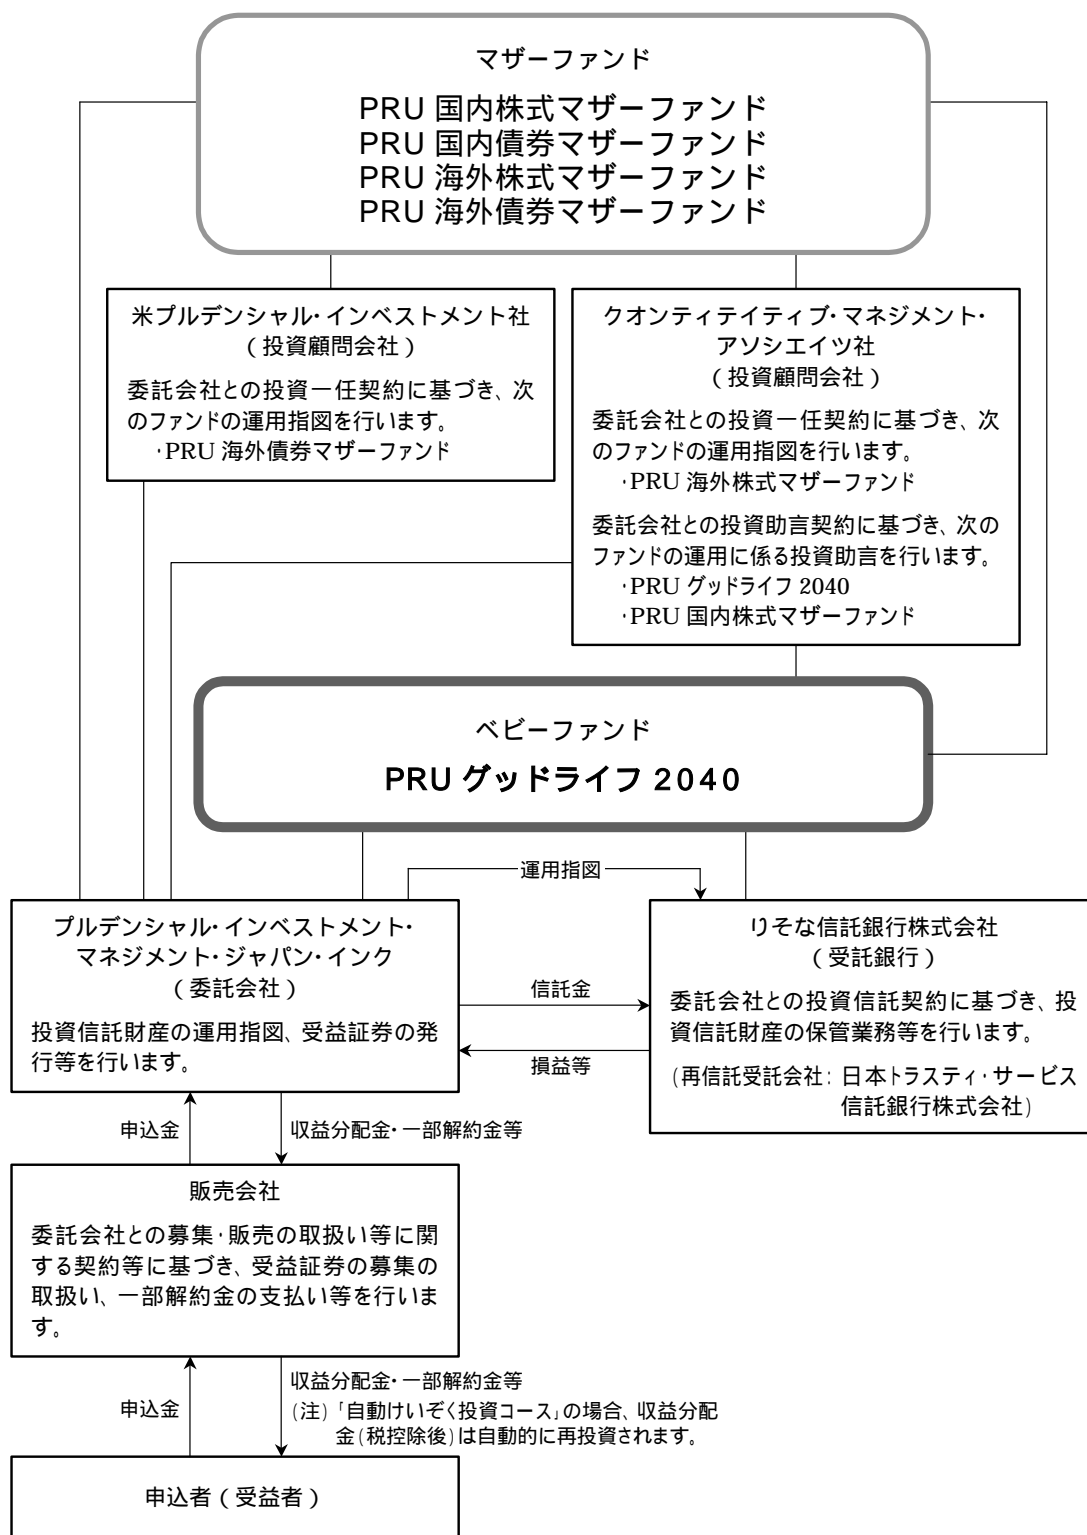 マザーファンド
PRU 国内株式マザーファンド
PRU 国内債券マザーファンド
PRU 海外株式マザーファンド
PRU 海外債券マザーファンド
米プルデンシャル・インベストメント社
(投資顧問会社)
委託会社との投資一任契約に基づき、次
のファンドの運用指図を行います。
・PRU 海外債券マザーファンド
クオンティテイティブ・マネジメント・
アソシエイツ社
(投資顧問会社)
委託会社との投資一任契約に基づき、次
のファンドの運用指図を行います。
・PRU 海外株式マザーファンド
委託会社との投資助言契約に基づき、次の
ファンドの運用に係る投資助言を行います。
・PRU グッドライフ 2040
・PRU 国内株式マザーファンド
ベビーファンド
PRU グッドライフ 2040
運用指図
プルデンシャル・インベストメント・
マネジメント・ジャパン・インク
(委託会社)
投資信託財産の運用指図、受益証券の発
行等を行います。
信託金
損益等
りそな信託銀行株式会社
(受託銀行)
委託会社との投資信託契約に基づき、投
資信託財産の保管業務等を行います。
(再信託受託会社:日本トラスティ・サービス
信託銀行株式会社)
申込金
収益分配金・一部解約金等
販売会社
委託会社との募集・販売の取扱い等に関
する契約等に基づき、受益証券の募集の
取扱い、一部解約金の支払い等を行いま
す。
申込金
収益分配金・一部解約金等
(注)「自動けいぞく投資コース」の場合、収益分配
金(税控除後)は自動的に再投資されます。
申込者(受益者)